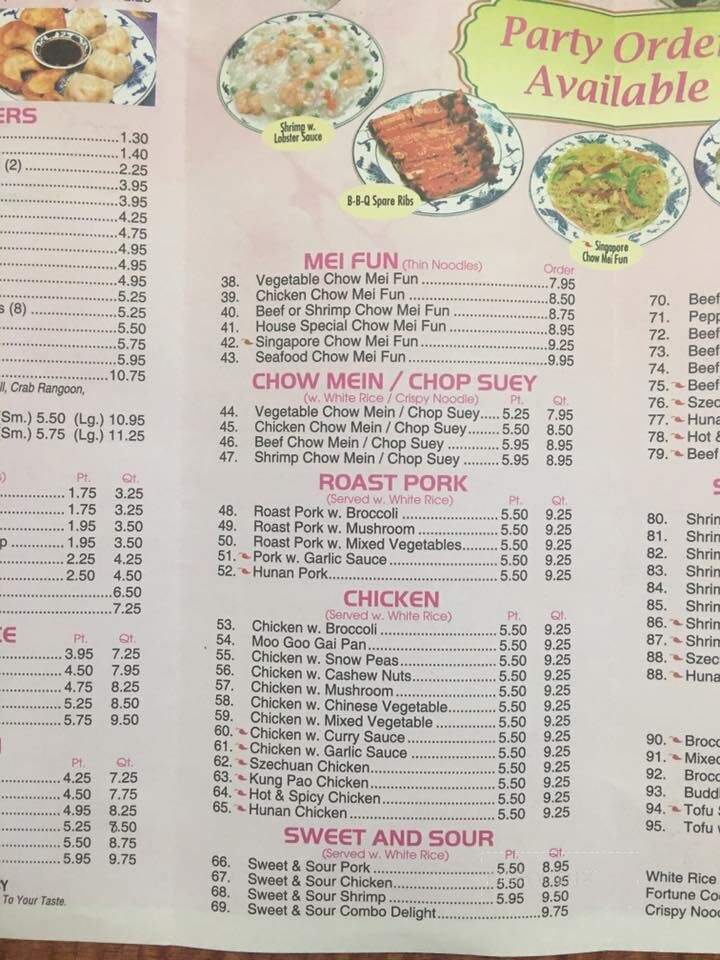 ERS
1.30
1.40
(2) 2.25
3.95
3.95
4.25
4.75
4.95
4.95
4.95
5.25
s (8) 5.25
5.50
5.75
5.95
10.75
ll, Crab Rangoon,
(Sm.) 5.50 (Lg.) 10.95
(Sm.) 5.75 (Lg.) 11.25
Pt. Qt.
1.75 3.25
1.75 3.25
1.95 3.50
p 1.95 3.50
2.25 4.25
2.50 4.50
6.50
7.25
CE Pt. Qt.
3.95 7.25
4.50 7.95
4.75 8.25
5.25 8.50
5.75 9.50
Pt. Qt.
4.25 7.25
4.50 7.75
4.95 8.25
5.25 8.50
5.50 8.75
5.95 9.75
Y
To Your Taste.
Shrimp w.
Lobster Sauce
B-B-Q Spare Ribs
Singapore
Chow Mei Fun
Party Order
Available
MEI FUN (Thin Noodles) Order
38. Vegetable Chow Mei Fun 7.95
39. Chicken Chow Mei Fun 8.50
40. Beef or Shrimp Chow Mei Fun 8.75
41. House Special Chow Mei Fun 8.95
42. Singapore Chow Mei Fun 9.25
43. Seafood Chow Mei Fun 9.95
CHOW MEIN / CHOP SUEY
(w. White Rice / Crispy Noodle) Pt. Qt.
44. Vegetable Chow Mein / Chop Suey 5.25 7.95
45. Chicken Chow Mein / Chop Suey 5.50 8.50
46. Beef Chow Mein / Chop Suey 5.95 8.95
47. Shrimp Chow Mein / Chop Suey 5.95 8.95
ROAST PORK
(Served w. White Rice) Pt. Qt.
48. Roast Pork w. Broccoli 5.50 9.25
49. Roast Pork w. Mushroom 5.50 9.25
50. Roast Pork w. Mixed Vegetables 5.50 9.25
51. Pork w. Garlic Sauce 5.50 9.25
52. Hunan Pork 5.50 9.25
CHICKEN
(Served w. White Rice) Pt. Qt.
53. Chicken w. Broccoli 5.50 9.25
54. Moo Goo Gai Pan 5.50 9.25
55. Chicken w. Snow Peas 5.50 9.25
56. Chicken w. Cashew Nuts 5.50 9.25
57. Chicken w. Mushroom 5.50 9.25
58. Chicken w. Chinese Vegetable 5.50 9.25
59. Chicken w. Mixed Vegetable 5.50 9.25
60. Chicken w. Curry Sauce 5.50 9.25
61. Chicken w. Garlic Sauce 5.50 9.25
62. Szechuan Chicken 5.50 9.25
63. Kung Pao Chicken 5.50 9.25
64. Hot & Spicy Chicken 5.50 9.25
65. Hunan Chicken 5.50 9.25
SWEET AND SOUR
(Served w. White Rice) Pt. Qt.
66. Sweet & Sour Pork 5.50 8.95
67. Sweet & Sour Chicken 5.50 8.95
68. Sweet & Sour Shrimp 5.95 9.50
69. Sweet & Sour Combo Delight 9.75
70. Beef
71. Pepp
72. Beef
73. Beef
74. Beef
75. Beef
76. Szec
77. Huna
78. Hot &
79. Beef
S
80. Shrin
81. Shrin
82. Shrin
83. Shrin
84. Shrin
85. Shrin
86. Shrim
87. Shrin
88. Szec
88. Huna
90. Brocc
91. Mixed
92. Brocc
93. Buddi
94. Tofu S
95. Tofu w
White Rice
Fortune Coo
Crispy Nood